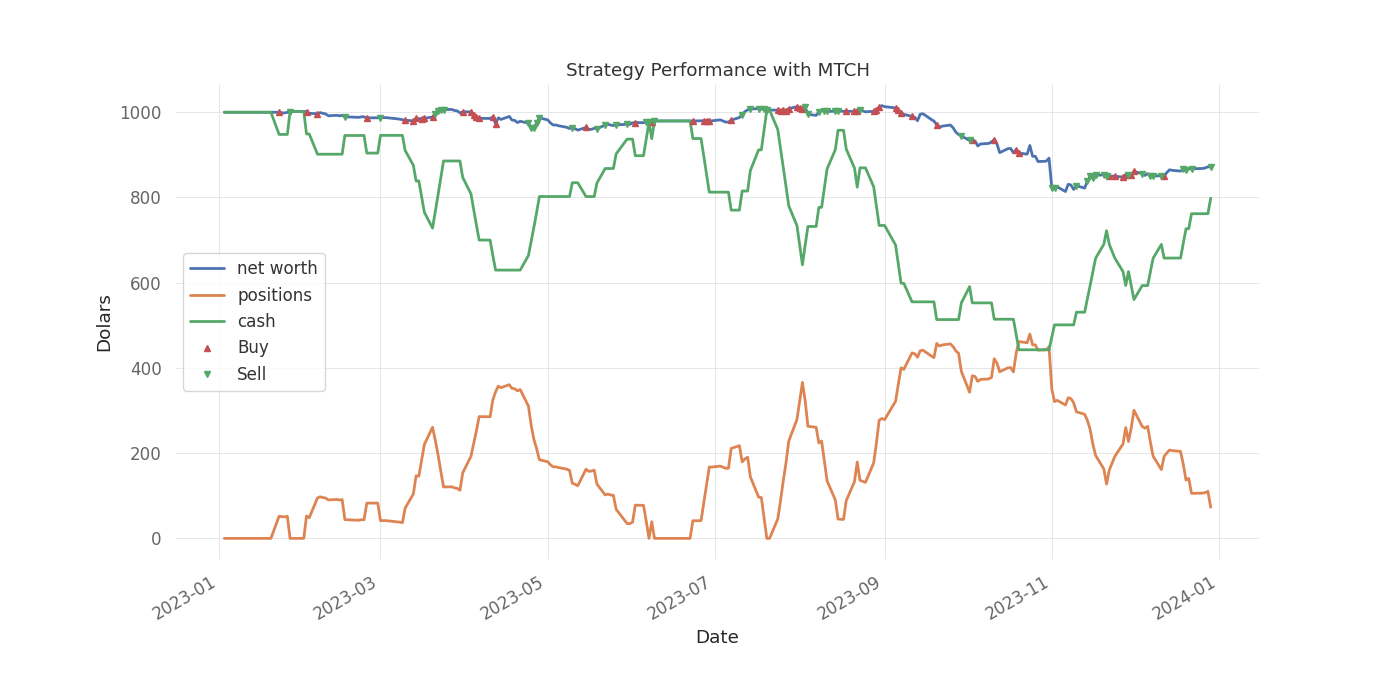 Strategy Performance with MTCH
1000
800
600
400
200
0
Dolars
net worth
positions
cash
Buy
Sell
2023-01
2023-03
2023-05
2023-07
2023-09
2023-11
2024-01
Date